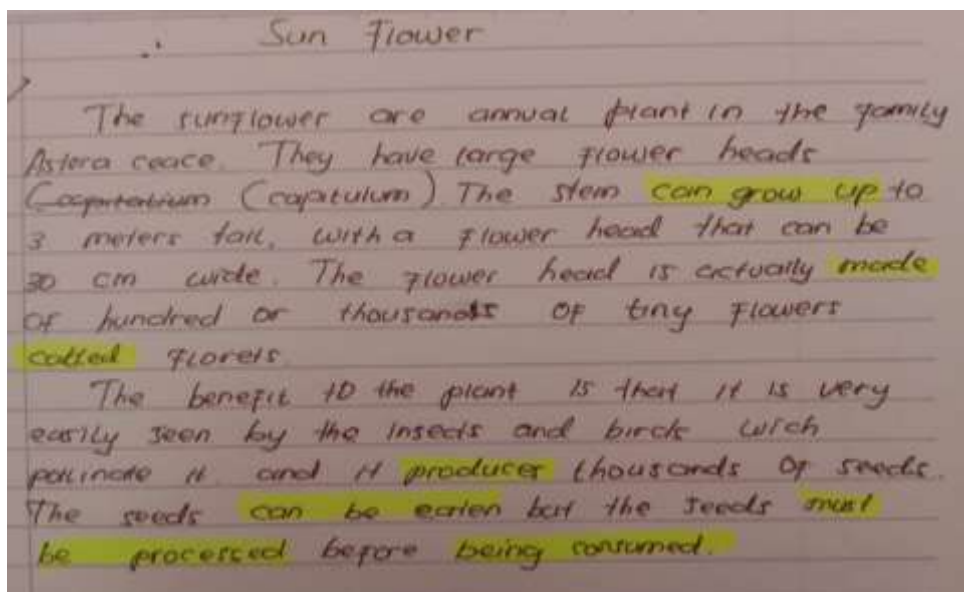 Sun Flower
The sunflower are annual plant in the family
Astera ceace. They have large flower heads
(capitulum) The stem can grow up to
3 meters tall, with a flower head that can be
30 cm wide. The flower head is actually made
of hundred or thousands of tiny flowers
called florets.
The benefit to the plant is that it is very
easily seen by the insects and birds wich
polinate it and it produces thousands of seeds.
The seeds can be eaten but the seeds must
be processed before being consumed.